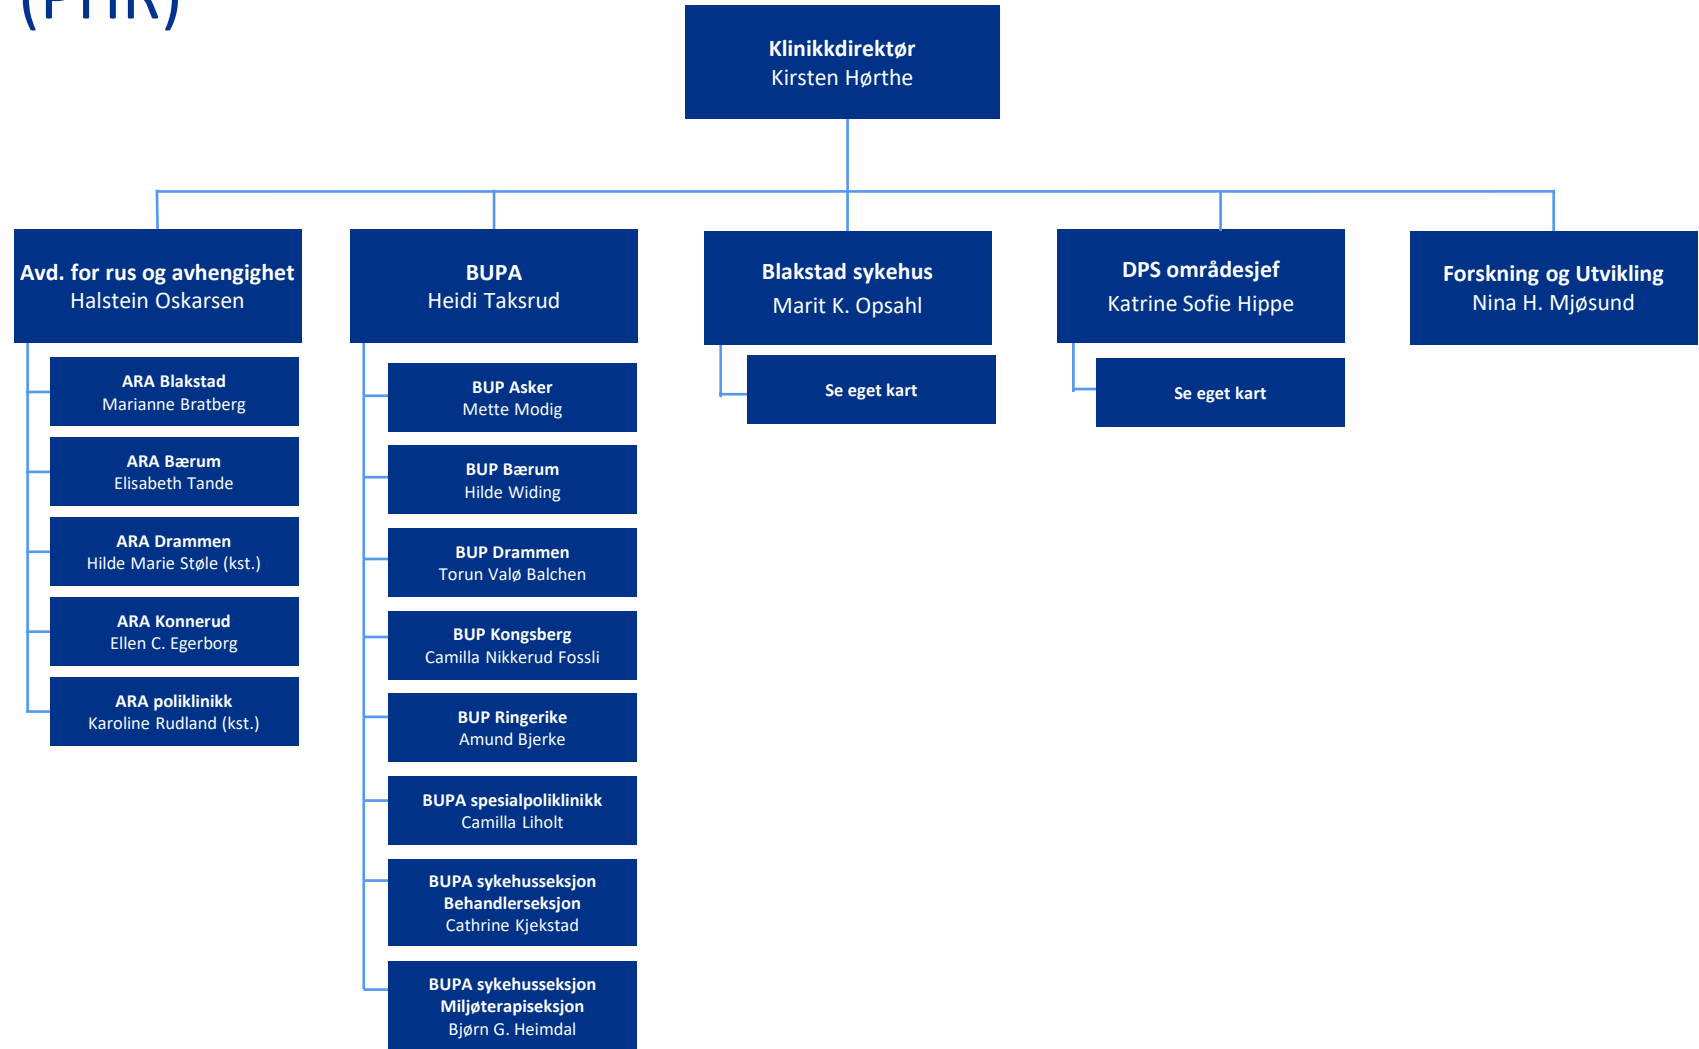 (PHR)
Klinikkdirektør
Kirsten Hørthe
Avd. for rus og avhengighet
Halstein Oskarsen
BUPA
Heidi Taksrud
Blakstad sykehus
Marit K. Opsahl
DPS områdesjef
Katrine Sofie Hippe
Forskning og Utvikling
Nina H. Mjøsund
ARA Blakstad
Marianne Bratberg
ARA Bærum
Elisabeth Tande
ARA Drammen
Hilde Marie Støle (kst.)
ARA Konnerud
Ellen C. Egerborg
ARA poliklinikk
Karoline Rudland (kst.)
BUP Asker
Mette Modig
BUP Bærum
Hilde Widing
BUP Drammen
Torun Valø Balchen
BUP Kongsberg
Camilla Nikkerud Fossli
BUP Ringerike
Amund Bjerke
BUPA spesialpoliklinikk
Camilla Liholt
BUPA sykehusseksjon
Behandlerseksjon
Cathrine Kjekstad
BUPA sykehusseksjon
Miljøterapiseksjon
Bjørn G. Heimdal
Se eget kart
Se eget kart